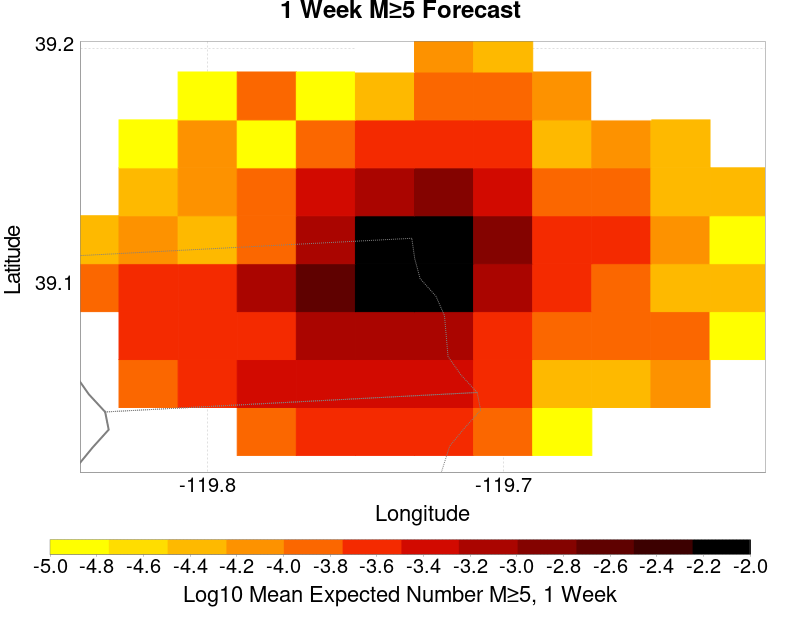 1 Week M≥5 Forecast
39.2
39.1
Latitude
-119.8 -119.7
Longitude
-5.0 -4.8 -4.6 -4.4 -4.2 -4.0 -3.8 -3.6 -3.4 -3.2 -3.0 -2.8 -2.6 -2.4 -2.2 -2.0
Log10 Mean Expected Number M≥5, 1 Week